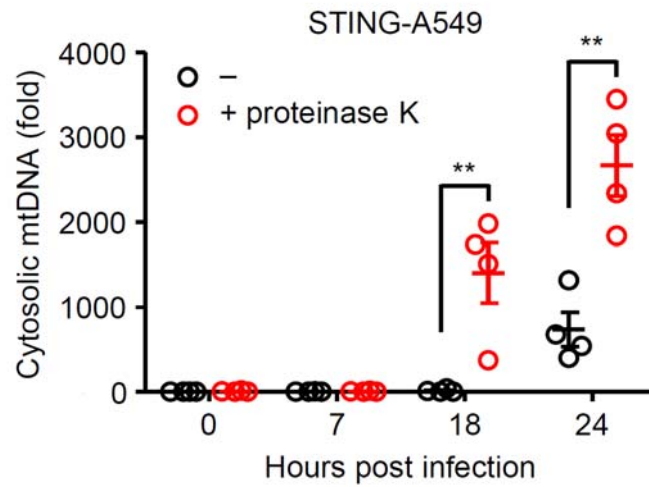 STING-A549
Cytosolic mtDNA (fold)
4000
3000
2000
1000
0
–
+ proteinase K
**
**
0 7 18 24
Hours post infection